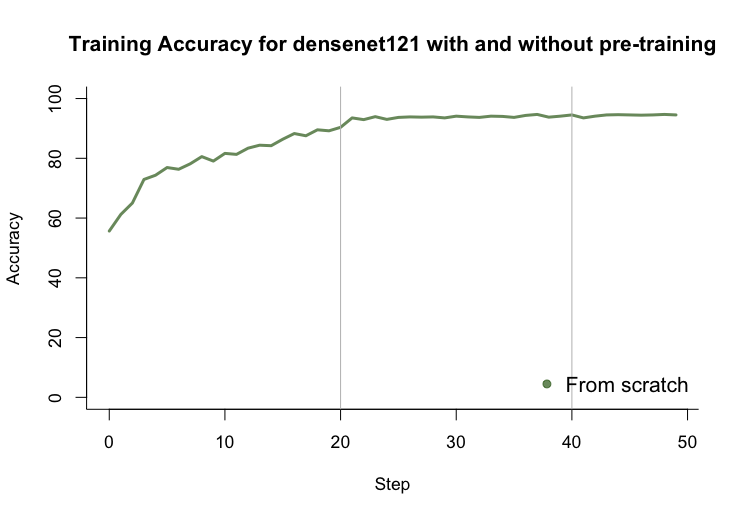 Training Accuracy for densenet121 with and without pre-training
100
80
60
40
20
0
Accuracy
From scratch
0 10 20 30 40 50
Step